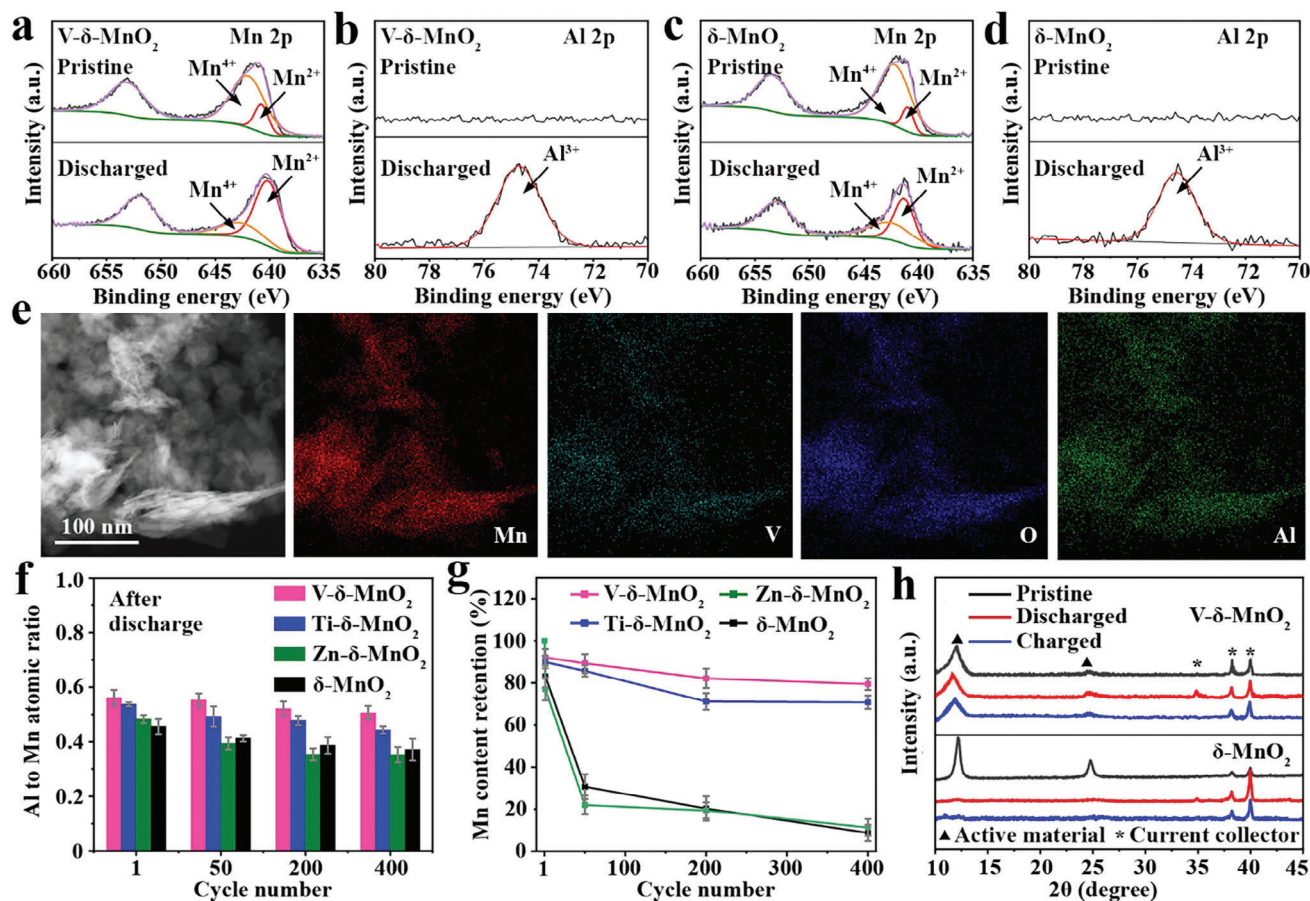 a
V-δ-MnO₂ Mn 2p
Pristine
Mn⁴⁺
Mn²⁺
Discharged
Mn⁴⁺
Mn²⁺
Intensity (a.u.)
660 655 650 645 640 635
Binding energy (eV)
b
V-δ-MnO₂ Al 2p
Pristine
Discharged
Al³⁺
Intensity (a.u.)
80 78 76 74 72 70
Binding energy (eV)
c
δ-MnO₂ Mn 2p
Pristine
Mn⁴⁺
Mn²⁺
Discharged
Mn⁴⁺
Mn²⁺
Intensity (a.u.)
660 655 650 645 640 635
Binding energy (eV)
d
δ-MnO₂ Al 2p
Pristine
Discharged
Al³⁺
Intensity (a.u.)
80 78 76 74 72 70
Binding energy (eV)
e
100 nm
Mn
V
O
Al
f
After
discharge
V-δ-MnO₂
Ti-δ-MnO₂
Zn-δ-MnO₂
δ-MnO₂
Al to Mn atomic ratio
1.0
0.8
0.6
0.4
0.2
0
1 50 200 400
Cycle number
g
V-δ-MnO₂ Zn-δ-MnO₂
Ti-δ-MnO₂ δ-MnO₂
Mn content retention (%)
120
100
80
60
40
20
0
1 100 200 300 400
Cycle number
h
Pristine
Discharged V-δ-MnO₂
Charged
▲ ▲ * * *
δ-MnO₂
▲Active material * Current collector
Intensity (a.u.)
10 15 20 25 30 35 40 45
2θ (degree)